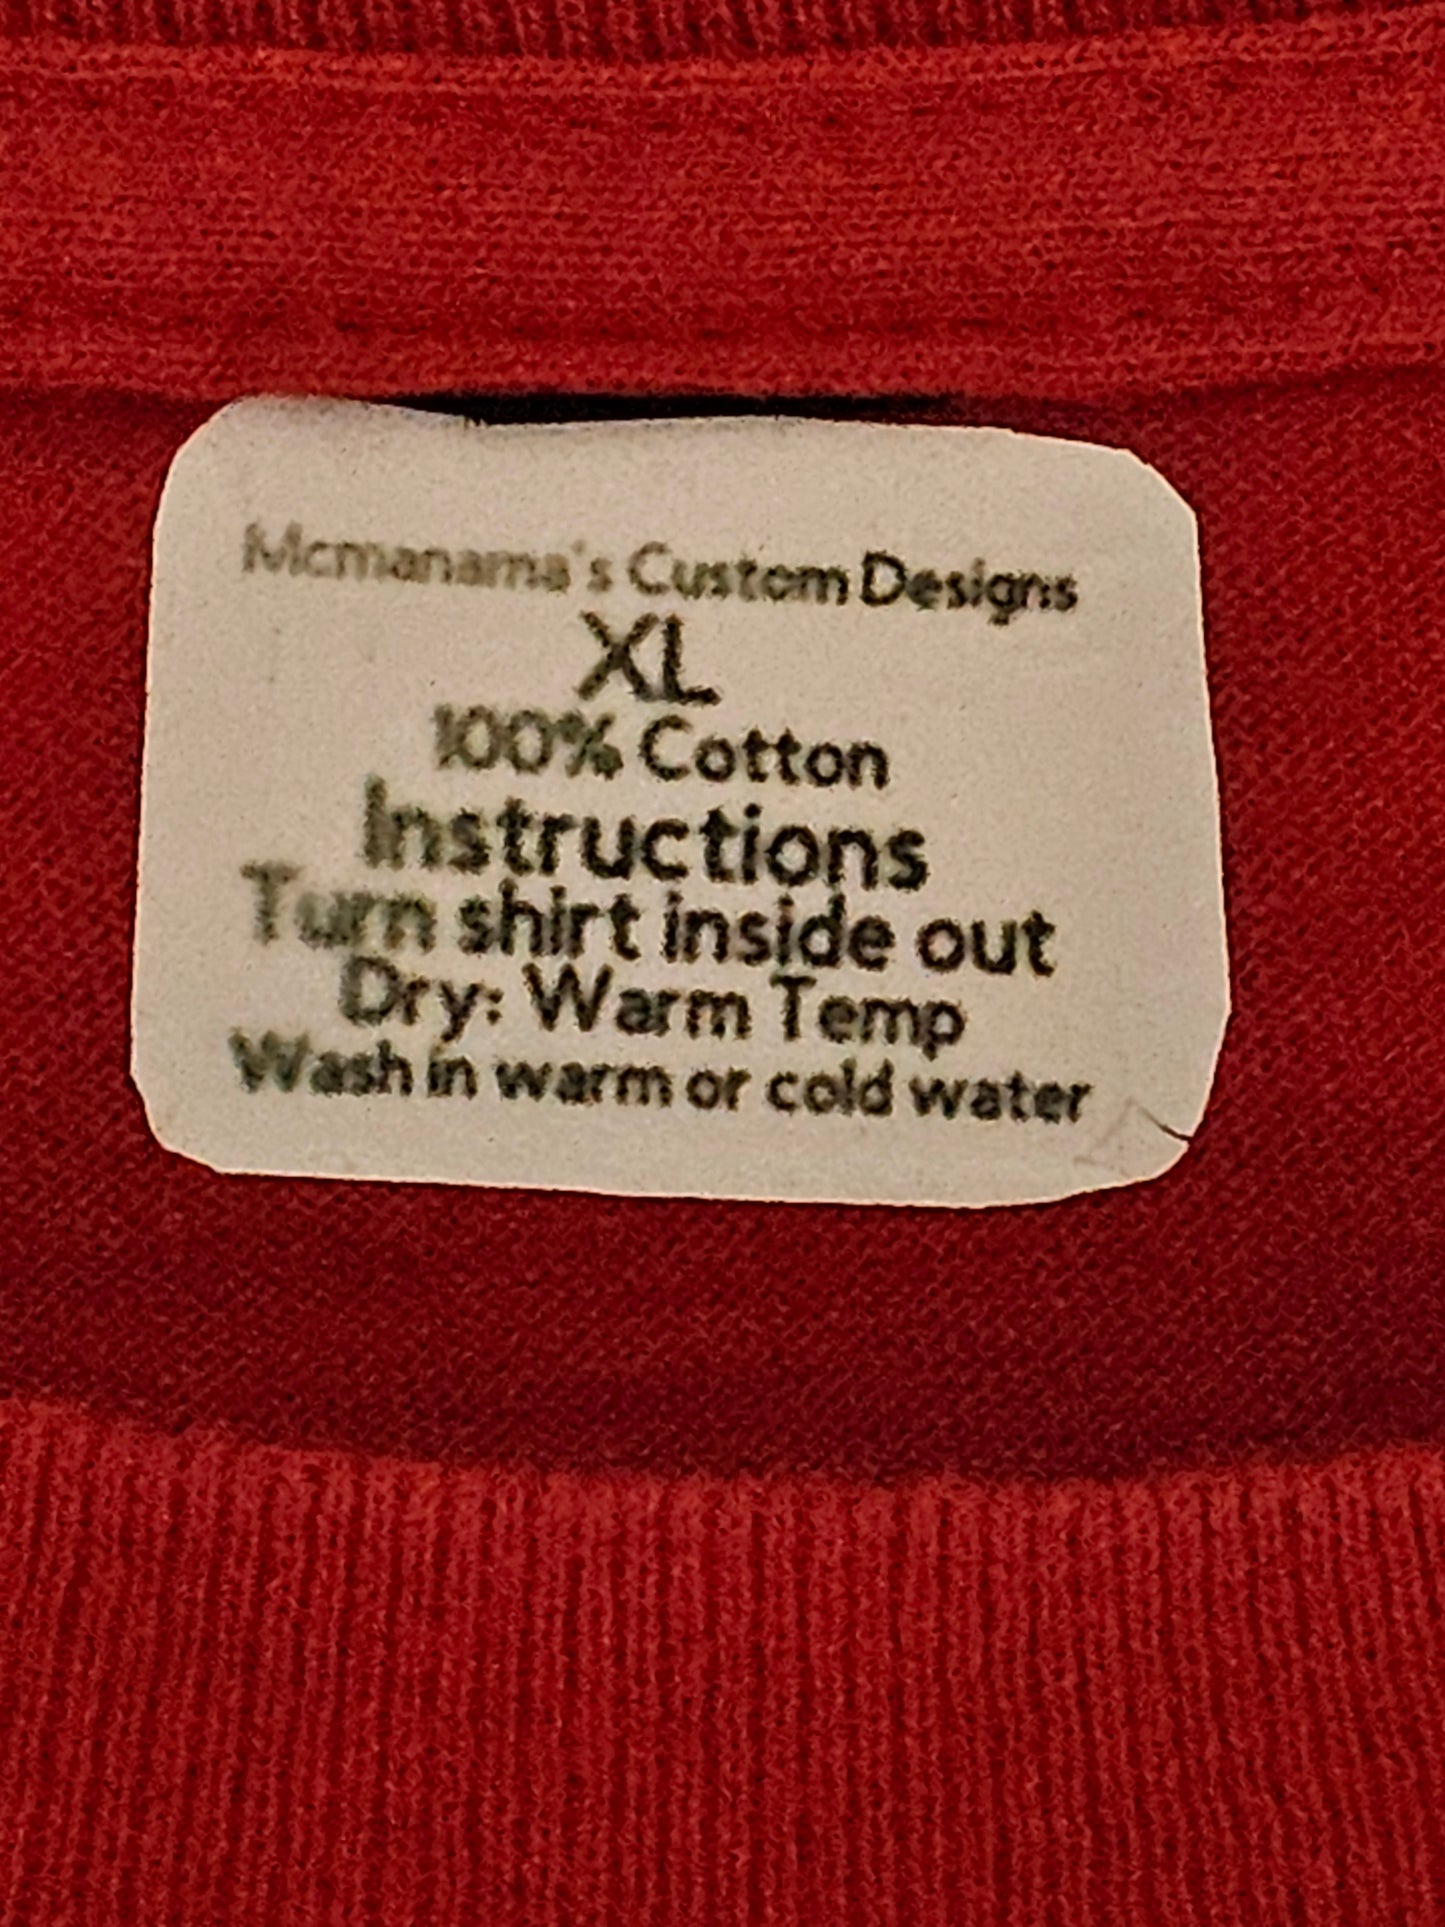 Mcmanama's Custom Designs
XL
100% Cotton
Instructions
Turn shirt inside out
Dry: Warm Temp
Wash in warm or cold water